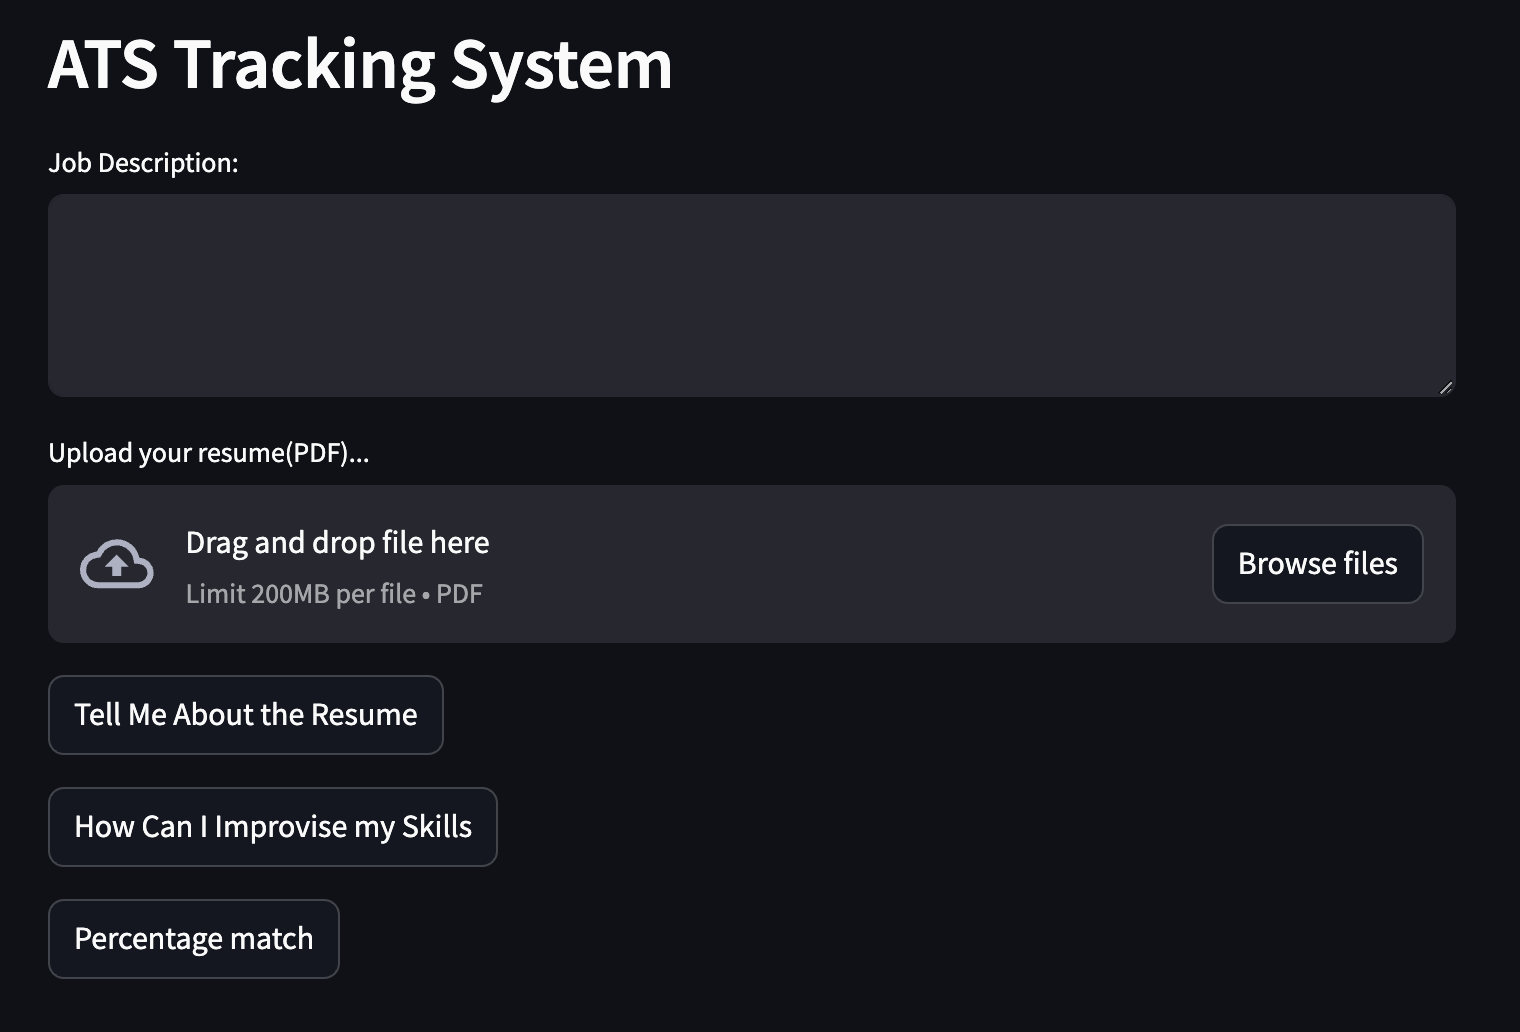 ATS Tracking System
Job Description:
Upload your resume(PDF)...
Drag and drop file here
Limit 200MB per file • PDF
Browse files
Tell Me About the Resume
How Can I Improvise my Skills
Percentage match